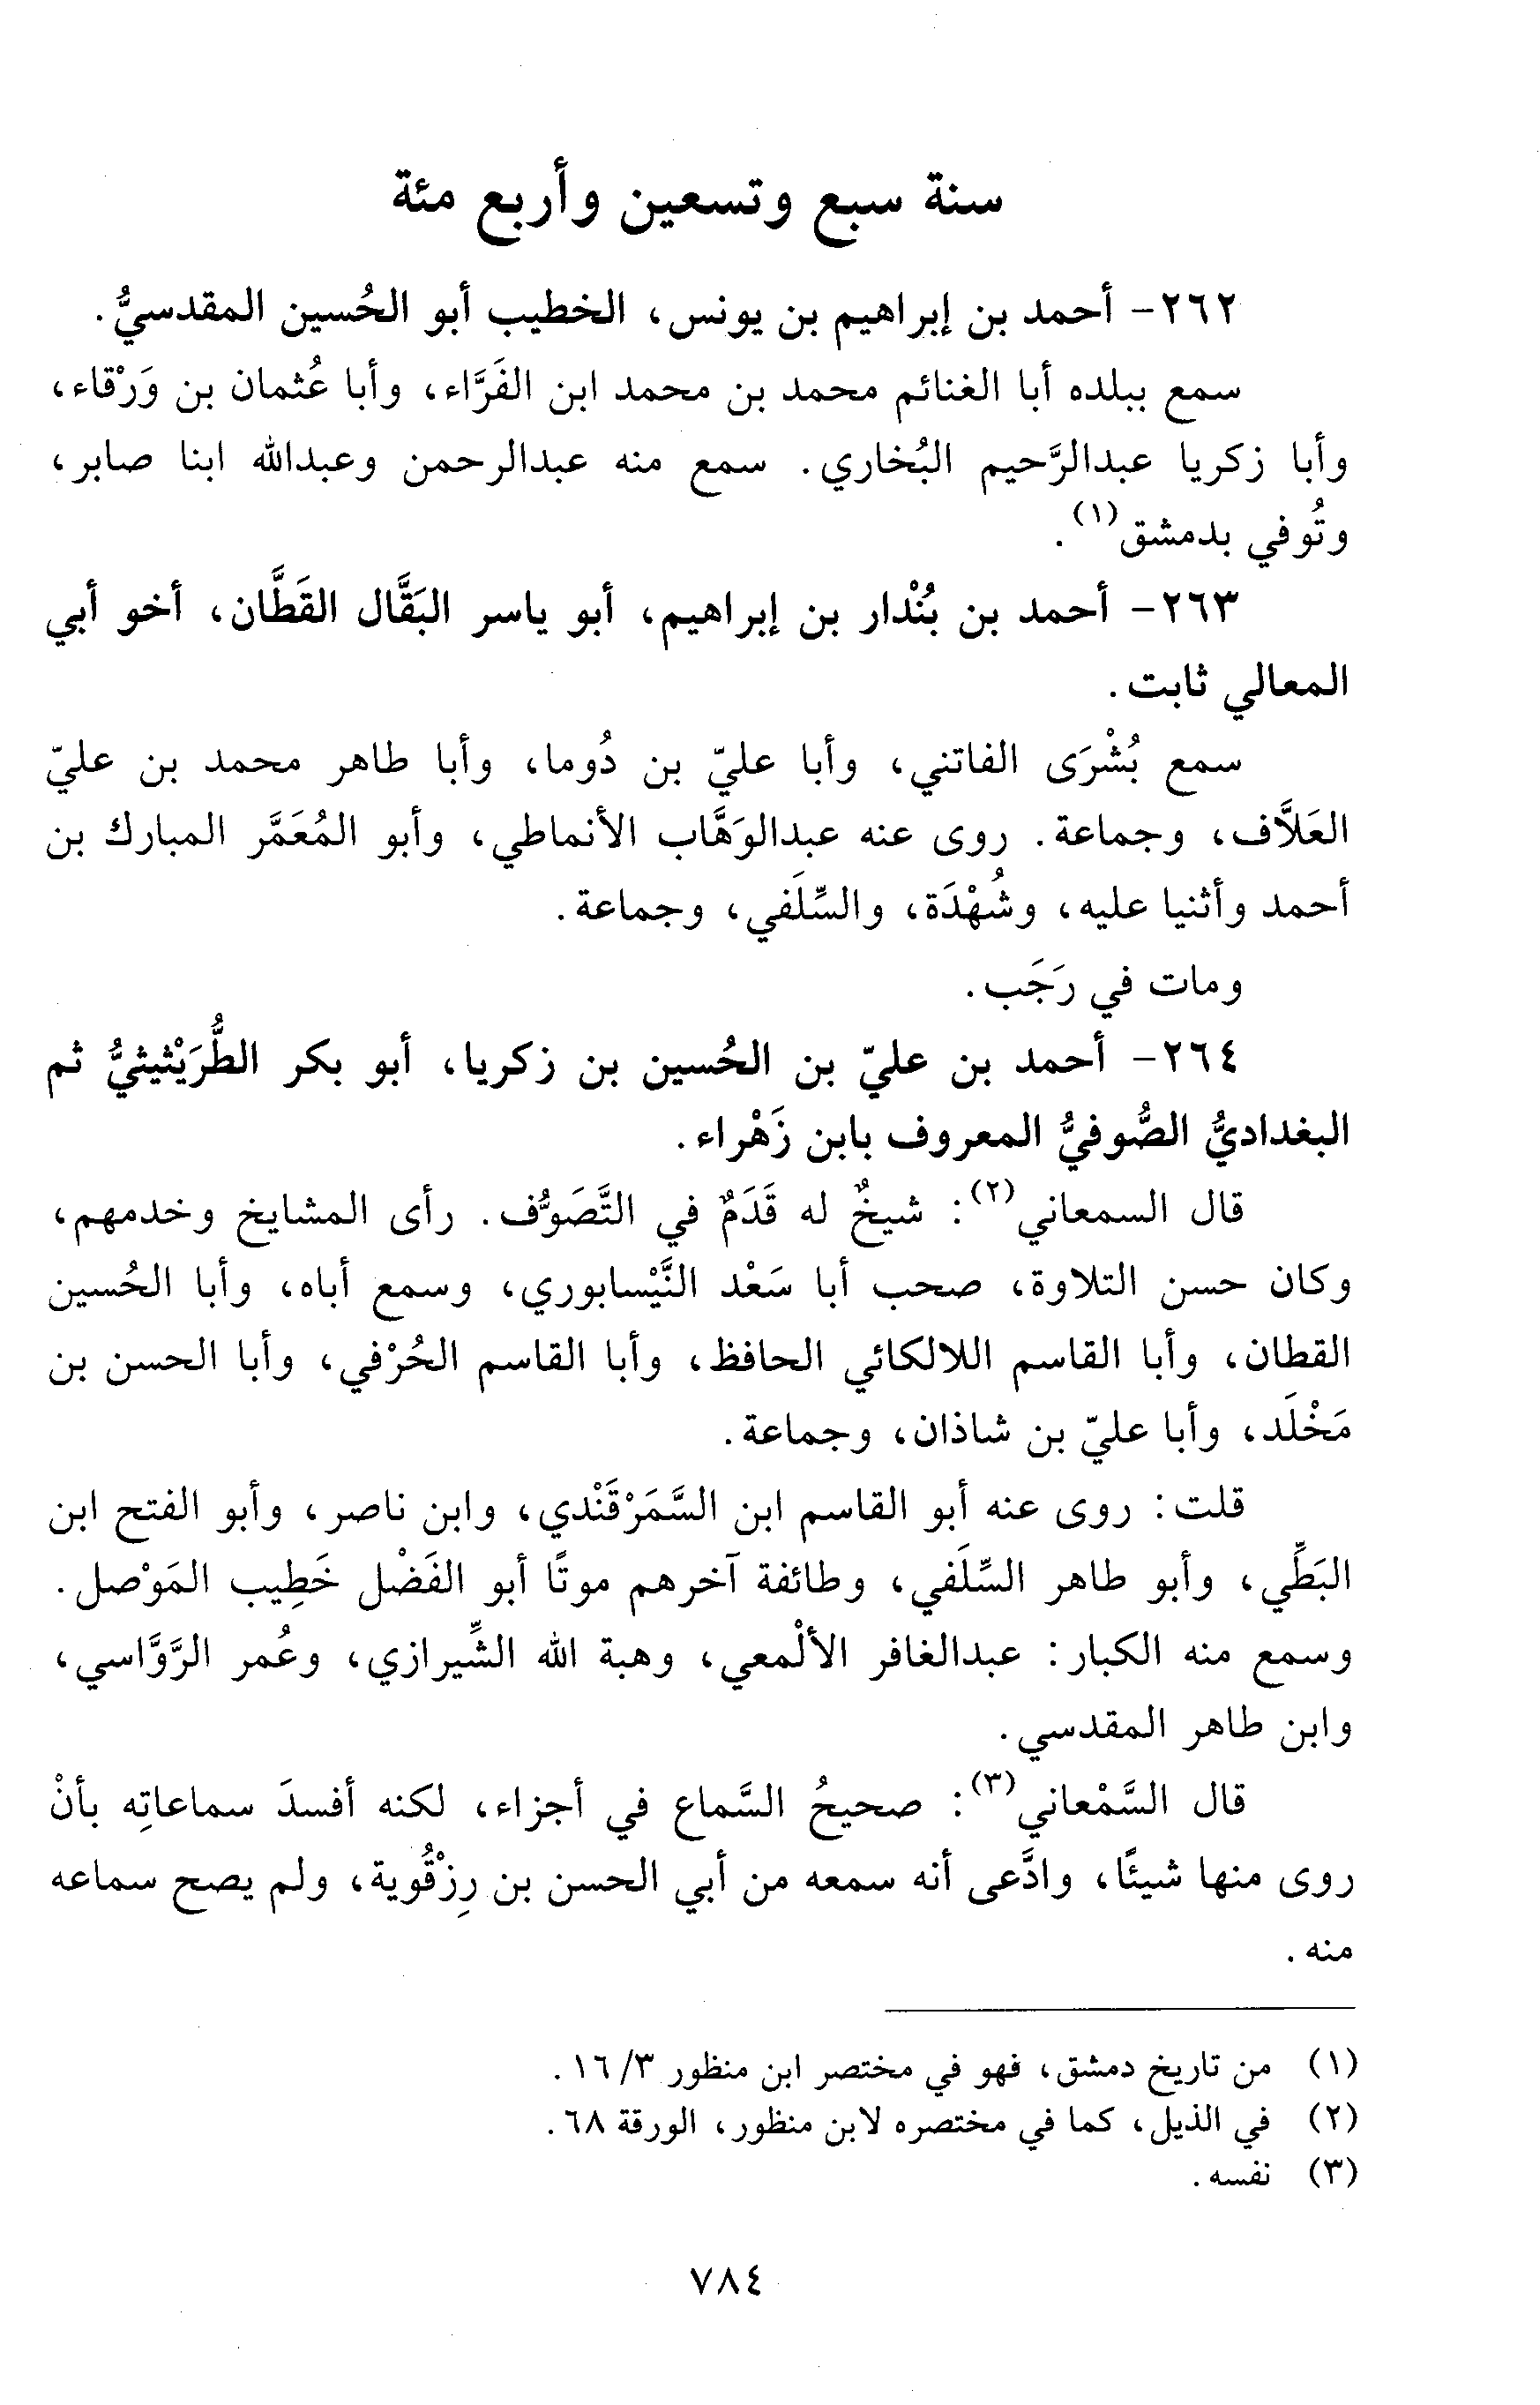 سنة سبع وتسعين وأربع مئة
٢٦٢- أحمد بن إبراهيم بن يونس، الخطيب أبو الحُسين المقدسيُّ.
سمع ببلده أبا الغنائم محمد بن محمد ابن الفَرَّاء، وأبا عُثمان بن وَرْقاء،
وأبا زكريا عبدالرَّحيم البُخاري. سمع منه عبدالرحمن وعبدالله ابنا صابر،
وتُوفي بدمشق(١).
٢٦٣- أحمد بن بُنْدار بن إبراهيم، أبو ياسر البَقَّال القَطَّان، أخو أبي
المعالي ثابت.
سمع بُشْرَى الفاتني، وأبا عليّ بن دُوما، وأبا طاهر محمد بن عليّ
العَلاَّف، وجماعة. روى عنه عبدالوَهَّاب الأنماطي، وأبو المُعَمَّر المبارك بن
أحمد وأثنيا عليه، وشُهْدَة، والسِّلَفي، وجماعة.
ومات في رَجَب.
٢٦٤- أحمد بن عليّ بن الحُسين بن زكريا، أبو بكر الطُّرَيْثيثيُّ ثم
البغداديُّ الصُّوفيُّ المعروف بابن زَهْراء.
قال السمعاني(٢): شيخٌ له قَدَمٌ في التَّصَوُّف. رأى المشايخ وخدمهم،
وكان حسن التلاوة، صحب أبا سَعْد النَّيْسابوري، وسمع أباه، وأبا الحُسين
القطان، وأبا القاسم اللالكائي الحافظ، وأبا القاسم الحُرْفي، وأبا الحسن بن
مَخْلَد، وأبا عليّ بن شاذان، وجماعة.
قلت: روى عنه أبو القاسم ابن السَّمَرْقَنْدي، وابن ناصر، وأبو الفتح ابن
البَطِّي، وأبو طاهر السِّلَفي، وطائفة آخرهم موتًا أبو الفَضْل خَطِيب المَوْصل.
وسمع منه الكبار: عبدالغافر الألْمعي، وهبة الله الشِّيرازي، وعُمر الرَّوَّاسي،
وابن طاهر المقدسي.
قال السَّمْعاني(٣): صحيحُ السَّماع في أجزاء، لكنه أفسدَ سماعاتِه بأنْ
روى منها شيئًا، وادَّعى أنه سمعه من أبي الحسن بن رِزْقُوية، ولم يصح سماعه
منه.
(١) من تاريخ دمشق، فهو في مختصر ابن منظور ٣/ ١٦.
(٢) في الذيل، كما في مختصره لابن منظور، الورقة ٦٨.
(٣) نفسه.
٧٨٤